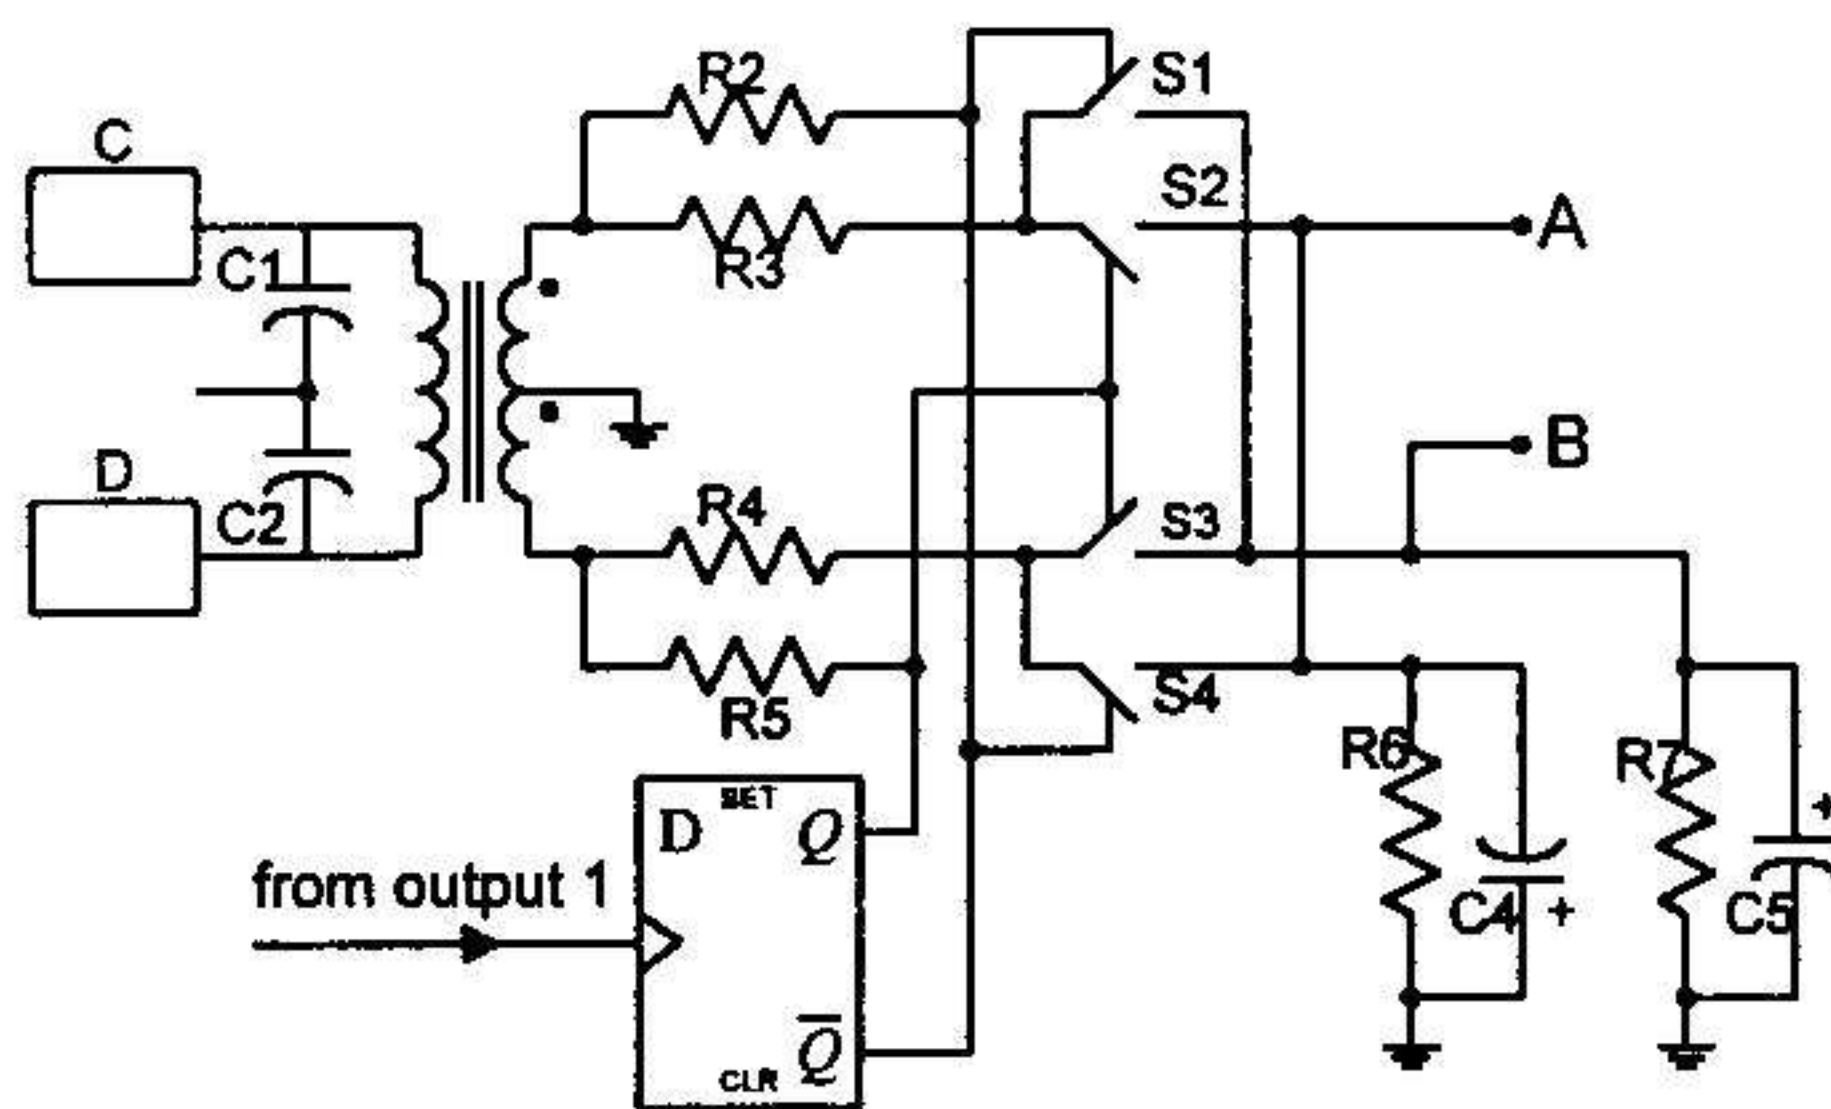 R2
S1
C
S2
A
C1
R3
B
D
C2
R4
S3
R5
S4
R6
R7
SET
D Q
+
from output 1
C4 +
C5
Q̅
CLR